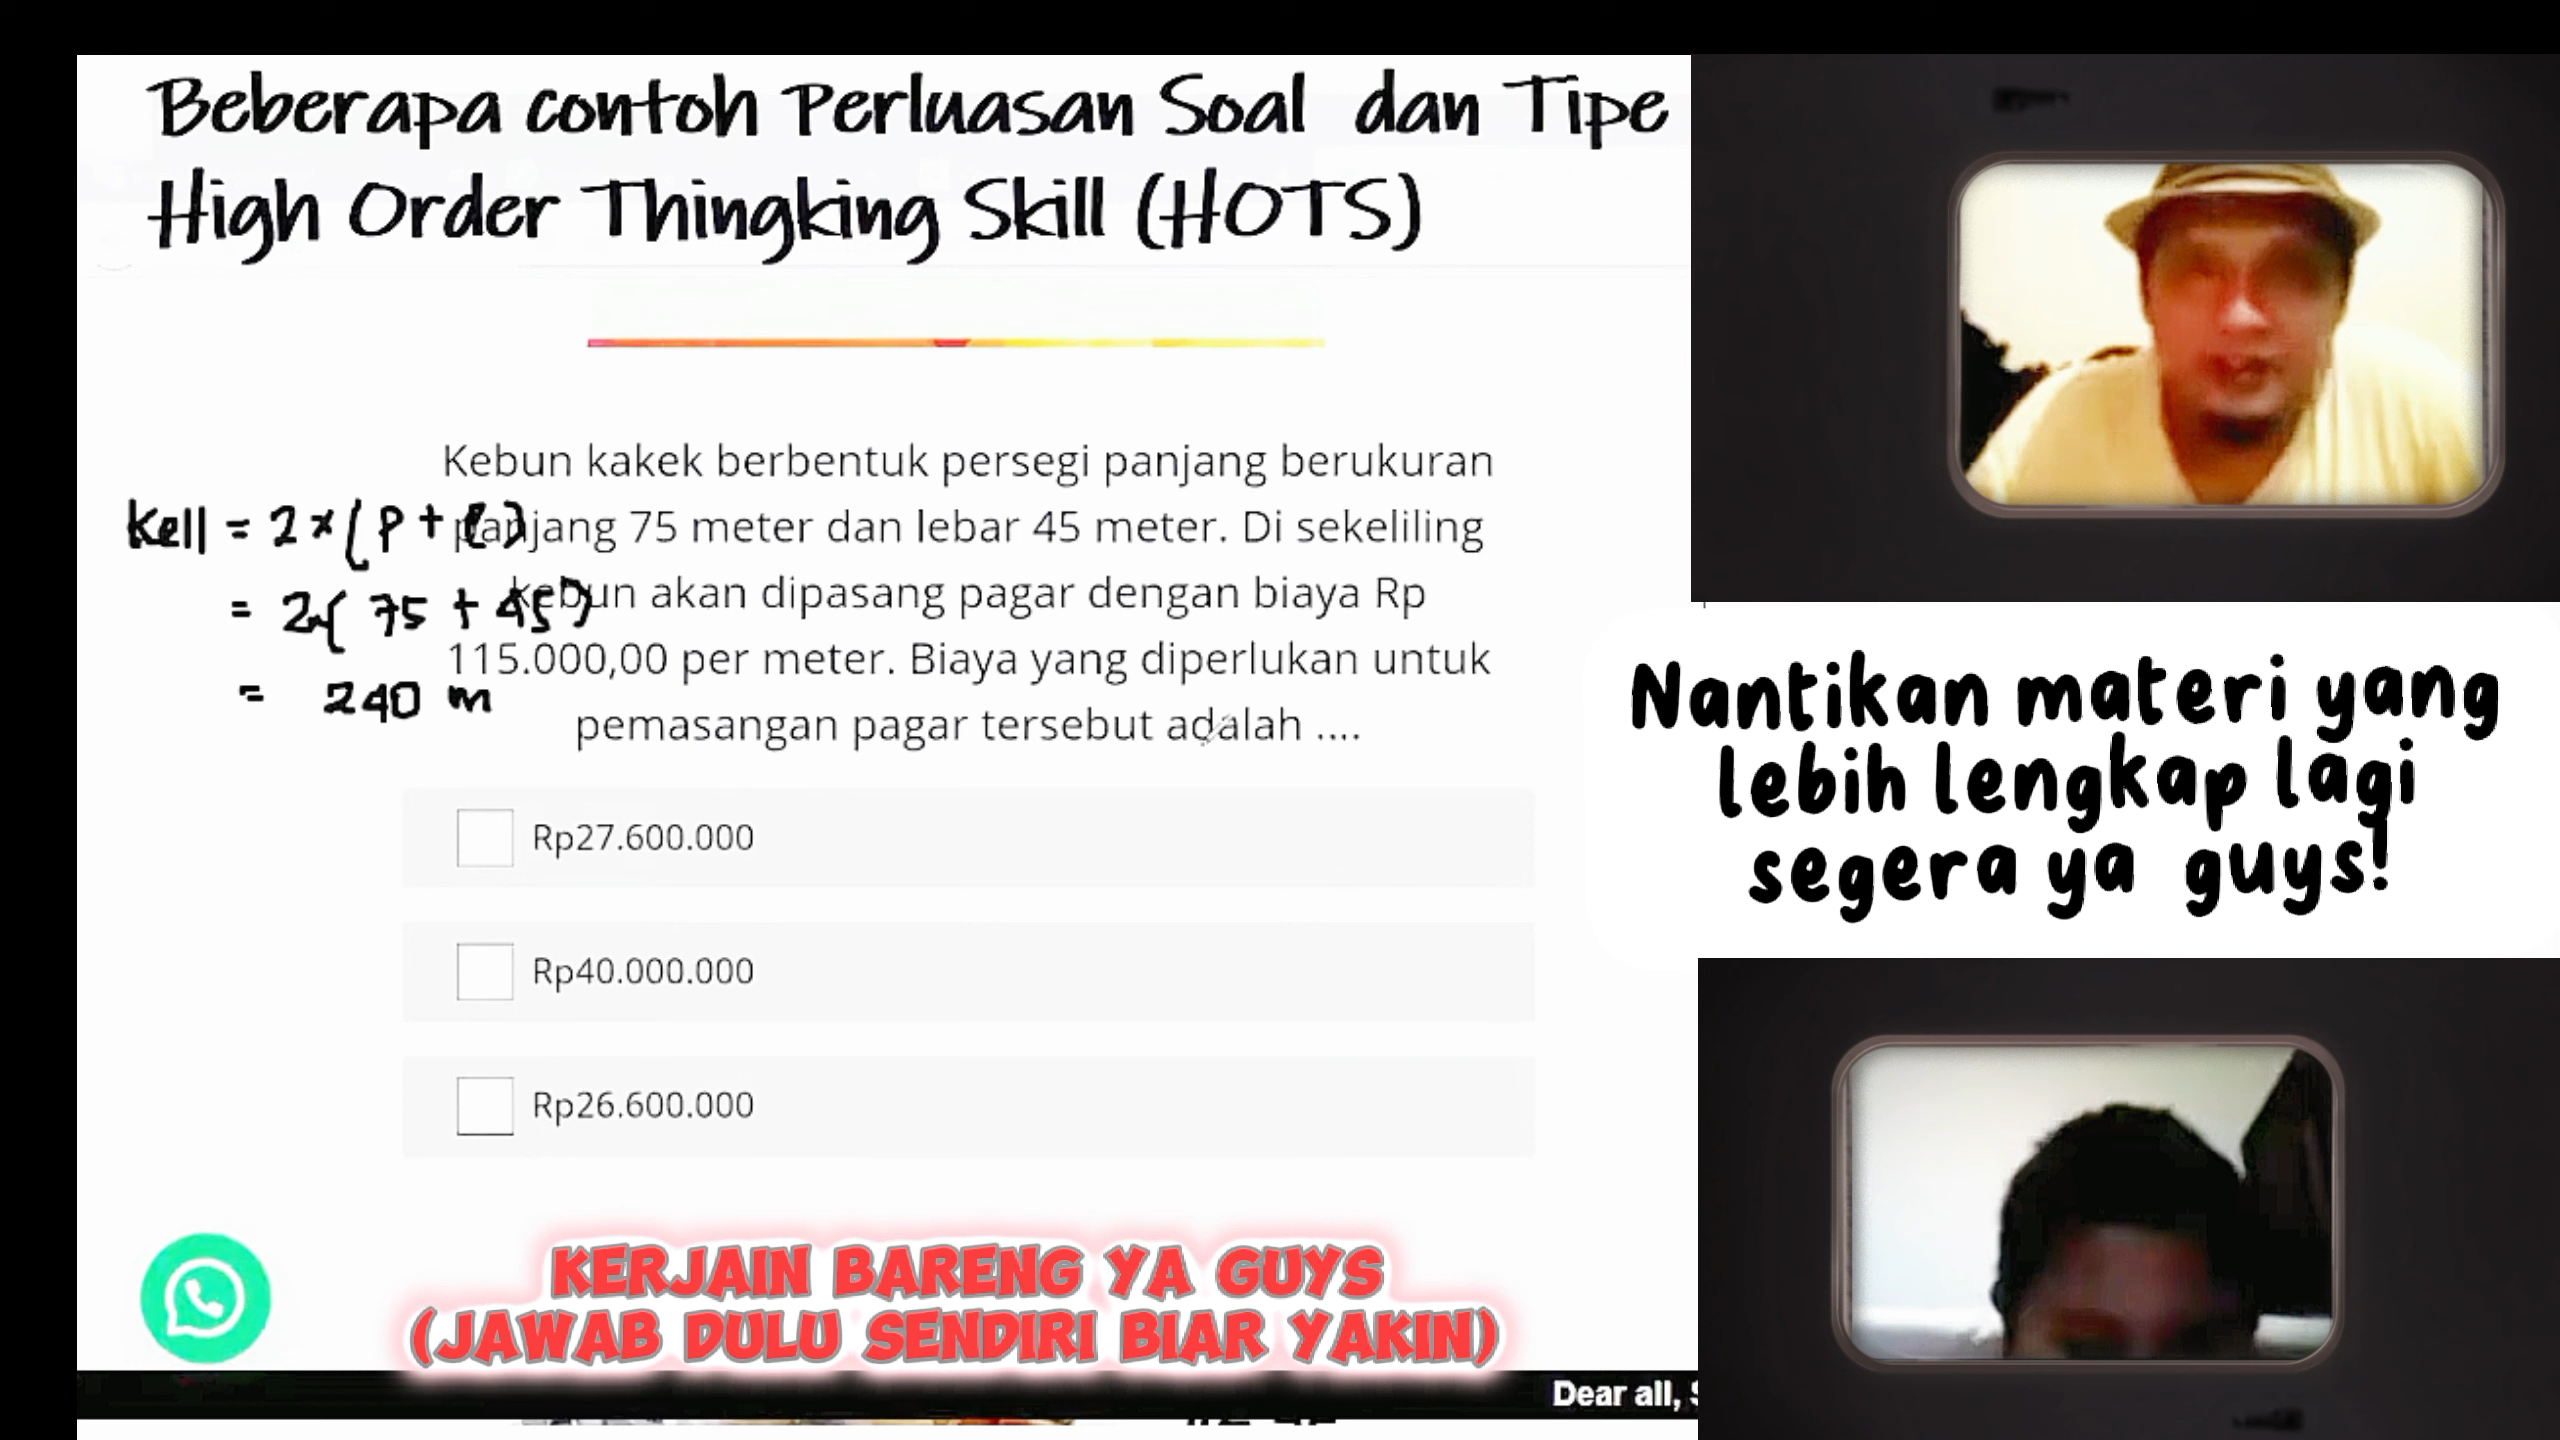 Beberapa contoh Perluasan Soal dan Tipe
High Order Thingking Skill (HOTS)
Kebun kakek berbentuk persegi panjang berukuran
panjang 75 meter dan lebar 45 meter. Di sekeliling
kebun akan dipasang pagar dengan biaya Rp
115.000,00 per meter. Biaya yang diperlukan untuk
pemasangan pagar tersebut adalah ....
Kell = 2 × (P + l)
= 2 ( 75 + 45 )
= 240 m
Rp27.600.000
Rp40.000.000
Rp26.600.000
KERJAIN BARENG YA GUYS
(JAWAB DULU SENDIRI BIAR YAKIN)
Dear all,
Nantikan materi yang
lebih lengkap lagi
segera ya guys!